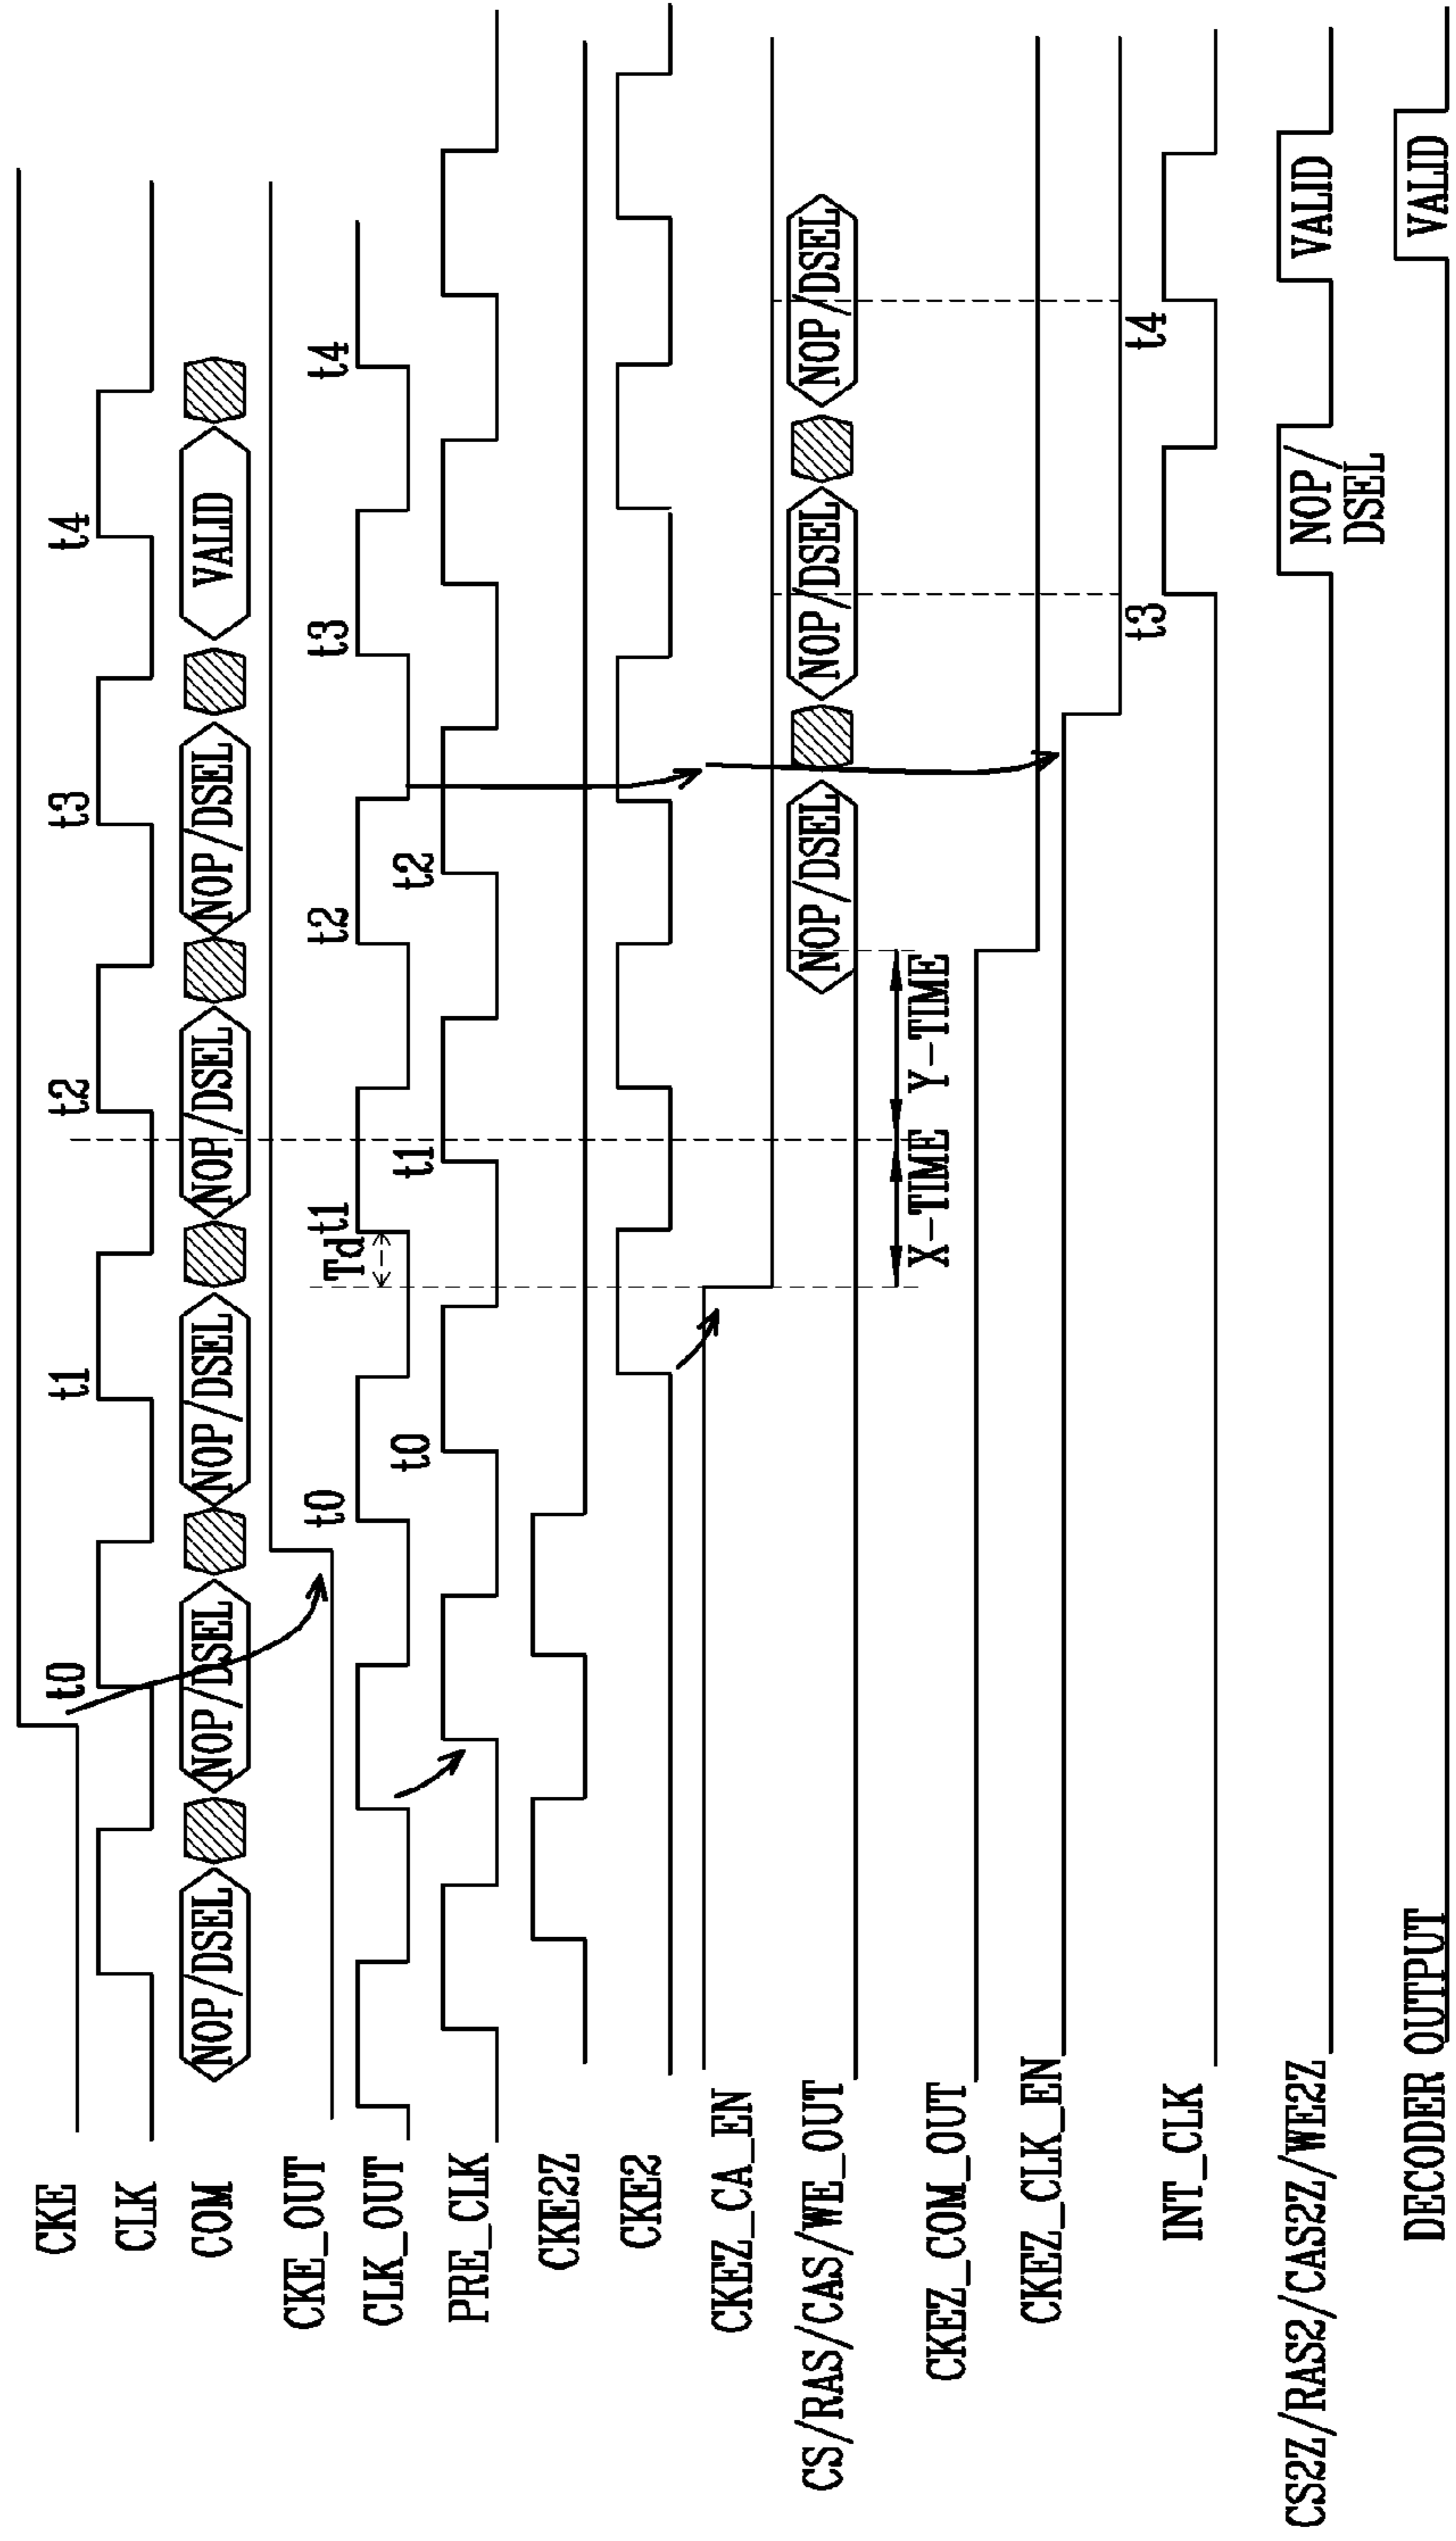 CKE
t0 t1 t2 t3 t4
CLK
COM NOP/DSEL NOP/DSEL NOP/DSEL NOP/DSEL NOP/DSEL VALID
CKE_OUT
t0 Td t1 t2 t3 t4
CLK_OUT
t0 t1 t2
PRE_CLK
CKE2Z
CKE2
CKEZ_CA_EN
CS/RAS/CAS/WE_OUT NOP/DSEL NOP/DSEL NOP/DSEL
X-TIME Y-TIME
CKEZ_COM_OUT
CKEZ_CLK_EN
t3 t4
INT_CLK
CS2Z/RAS2/CAS2Z/WE2Z NOP/ VALID
DSEL
DECODER OUTPUT VALID